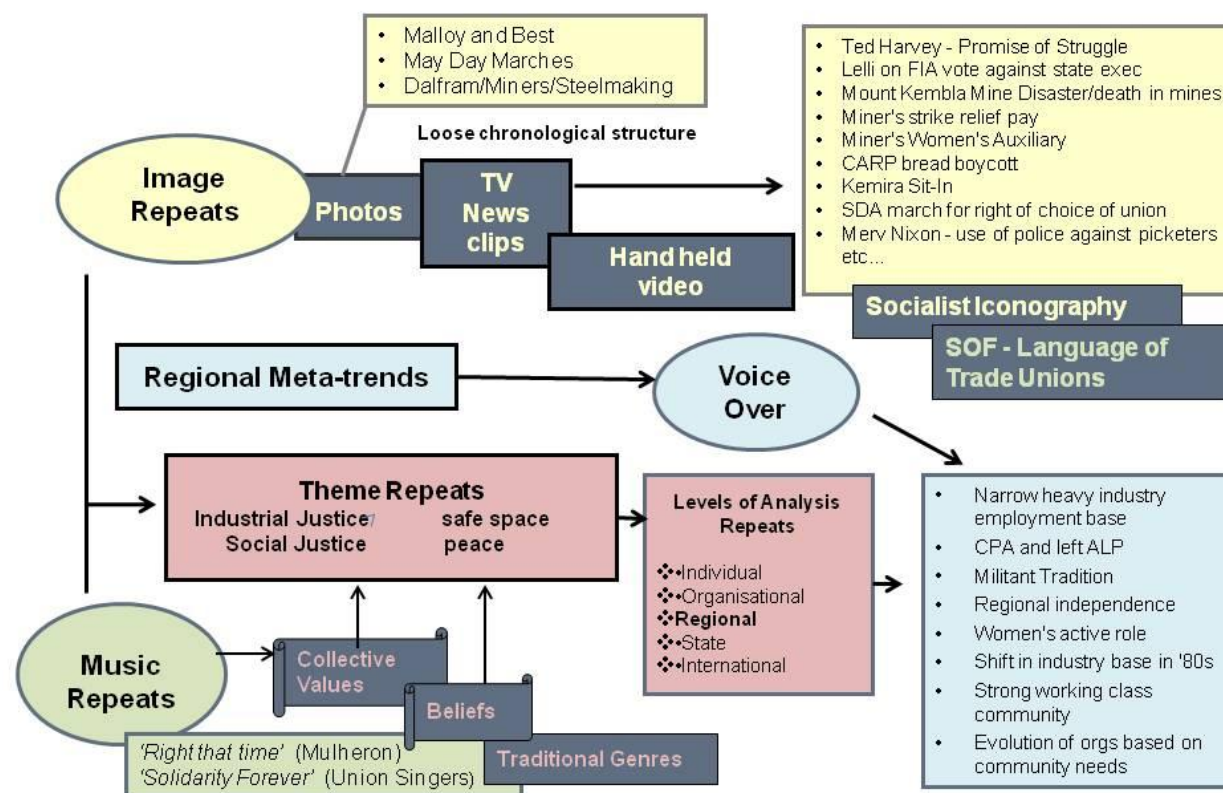 • Malloy and Best
• May Day Marches
• Dalfram/Miners/Steelmaking
Loose chronological structure
Image
Repeats
Photos
TV
News
clips
Hand held
video
• Ted Harvey - Promise of Struggle
• Lelli on FIA vote against state exec
• Mount Kembla Mine Disaster/death in mines
• Miner's strike relief pay
• Miner's Women's Auxiliary
• CARP bread boycott
• Kemira Sit-In
• SDA march for right of choice of union
• Merv Nixon - use of police against picketers
etc...
Socialist Iconography
SOF - Language of
Trade Unions
Regional Meta-trends
Voice
Over
Theme Repeats
Industrial Justice safe space
Social Justice peace
Levels of Analysis
Repeats
❖•Individual
❖•Organisational
❖•Regional
❖•State
❖•International
• Narrow heavy industry
employment base
• CPA and left ALP
• Militant Tradition
• Regional independence
• Women's active role
• Shift in industry base in '80s
• Strong working class
community
• Evolution of orgs based on
community needs
Music
Repeats
Collective
Values
Beliefs
Traditional Genres
'Right that time' (Mulheron)
'Solidarity Forever' (Union Singers)